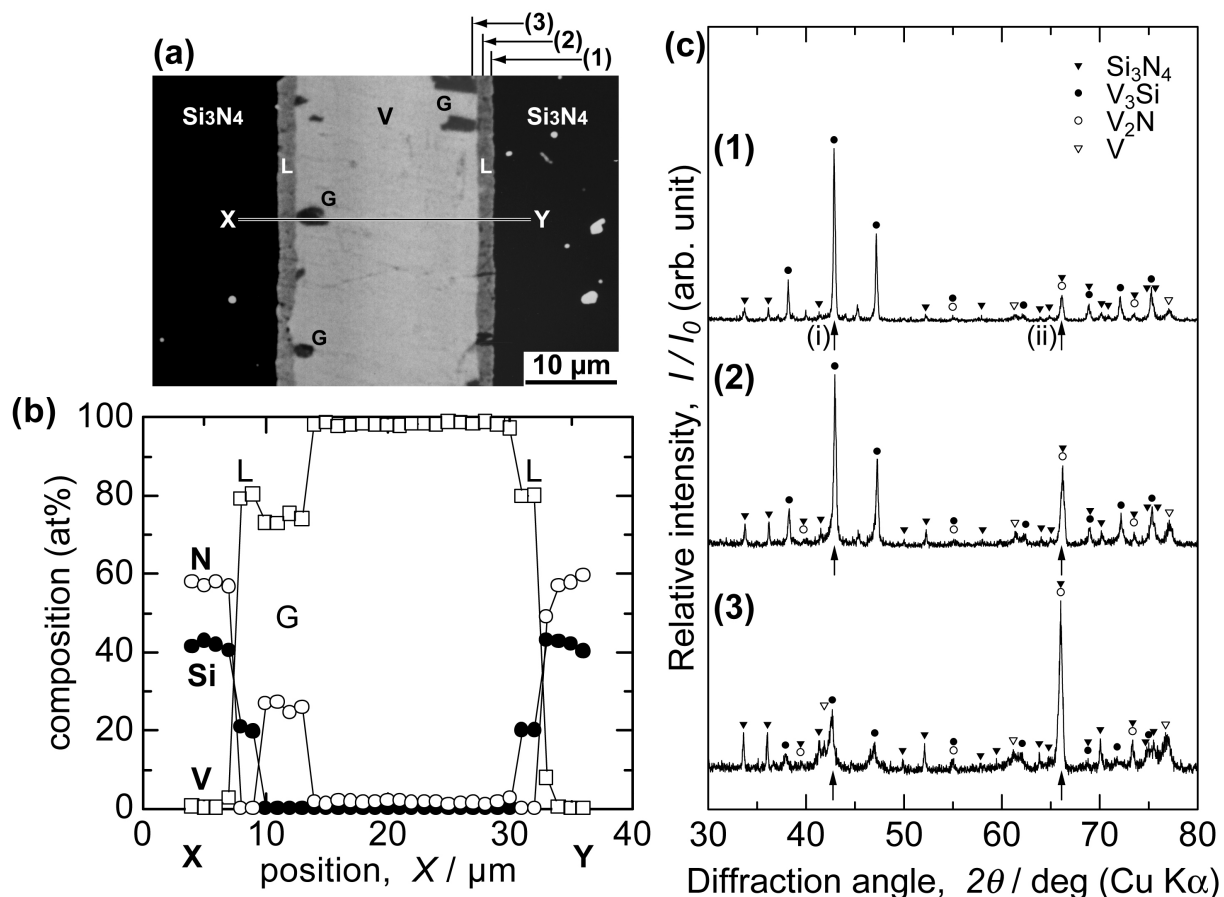 (a)
(3)
(2)
(1)
Si3N4
V
G
Si3N4
L
L
G
X
Y
G
10 µm
(b)
100
80
60
40
20
0
composition (at%)
L
L
N
G
Si
V
0
10
20
30
40
X
position, X / µm
Y
(c)
Si3N4
V3Si
V2N
V
(1)
(i)
(ii)
(2)
(3)
Relative intensity, I / I0 (arb. unit)
30
40
50
60
70
80
Diffraction angle, 2θ / deg (Cu Kα)